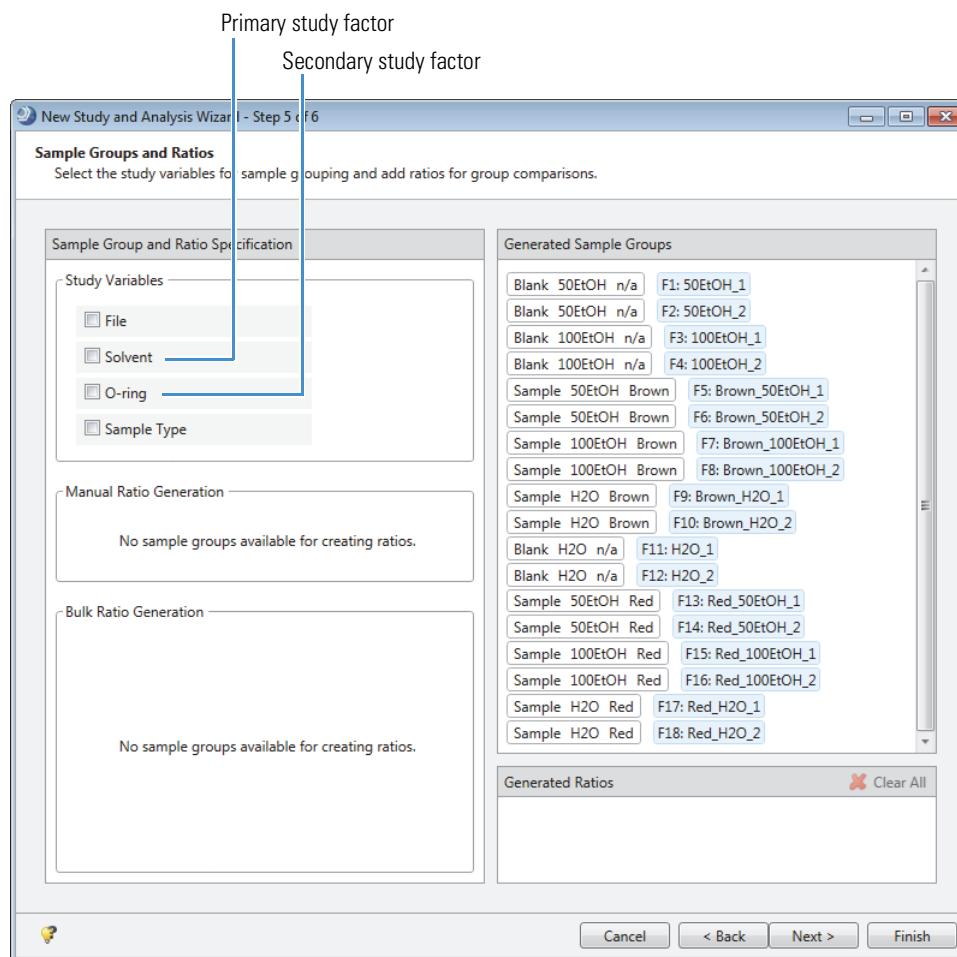 Primary study factor
Secondary study factor
New Study and Analysis Wizard - Step 5 of 6
Sample Groups and Ratios
Select the study variables for sample grouping and add ratios for group comparisons.
Sample Group and Ratio Specification
Study Variables
File
Solvent
O-ring
Sample Type
Manual Ratio Generation
No sample groups available for creating ratios.
Bulk Ratio Generation
No sample groups available for creating ratios.
Generated Sample Groups
Blank 50EtOH n/a F1: 50EtOH_1
Blank 50EtOH n/a F2: 50EtOH_2
Blank 100EtOH n/a F3: 100EtOH_1
Blank 100EtOH n/a F4: 100EtOH_2
Sample 50EtOH Brown F5: Brown_50EtOH_1
Sample 50EtOH Brown F6: Brown_50EtOH_2
Sample 100EtOH Brown F7: Brown_100EtOH_1
Sample 100EtOH Brown F8: Brown_100EtOH_2
Sample H2O Brown F9: Brown_H2O_1
Sample H2O Brown F10: Brown_H2O_2
Blank H2O n/a F11: H2O_1
Blank H2O n/a F12: H2O_2
Sample 50EtOH Red F13: Red_50EtOH_1
Sample 50EtOH Red F14: Red_50EtOH_2
Sample 100EtOH Red F15: Red_100EtOH_1
Sample 100EtOH Red F16: Red_100EtOH_2
Sample H2O Red F17: Red_H2O_1
Sample H2O Red F18: Red_H2O_2
Generated Ratios Clear All
Cancel < Back Next > Finish